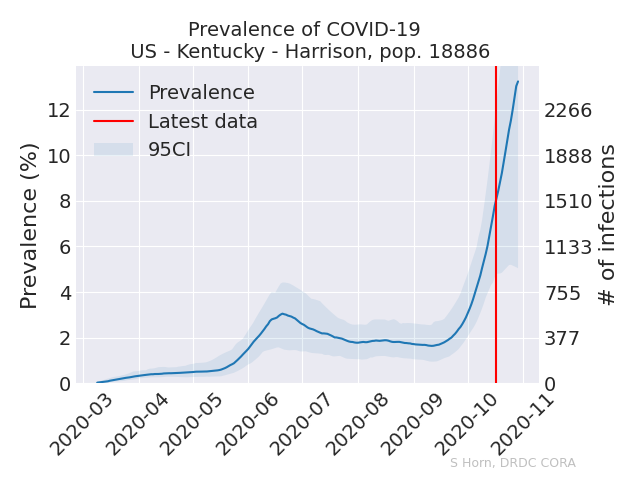 Prevalence of COVID-19
US - Kentucky - Harrison, pop. 18886
Prevalence
Latest data
95CI
Prevalence (%)
12
10
8
6
4
2
0
2266
1888
1510
1133
755
377
0
# of infections
2020-03
2020-04
2020-05
2020-06
2020-07
2020-08
2020-09
2020-10
2020-11
S Horn, DRDC CORA